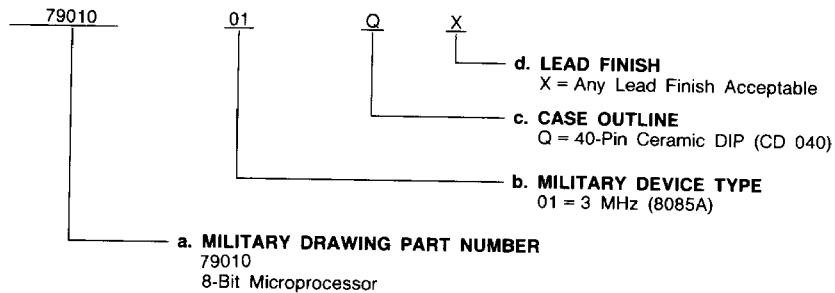 79010 01 Q X
d. LEAD FINISH
X = Any Lead Finish Acceptable
c. CASE OUTLINE
Q = 40-Pin Ceramic DIP (CD 040)
b. MILITARY DEVICE TYPE
01 = 3 MHz (8085A)
a. MILITARY DRAWING PART NUMBER
79010
8-Bit Microprocessor